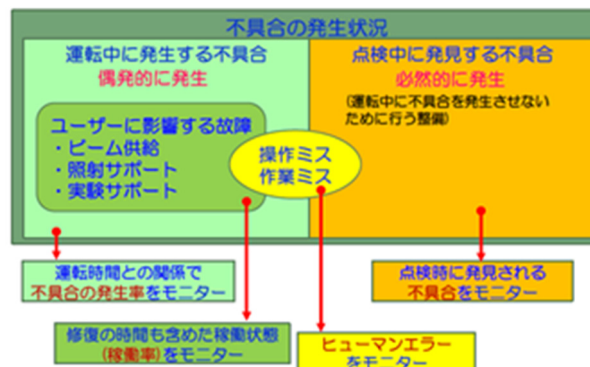 不具合の発生状況
運転中に発生する不具合
偶発的に発生
点検中に発見する不具合
必然的に発生
(運転中に不具合を発生させない
ために行う整備)
ユーザーに影響する故障
・ビーム供給
・照射サポート
・実験サポート
操作ミス
作業ミス
運転時間との関係で
不具合の発生率をモニター
点検時に発見される
不具合をモニター
修復の時間も含めた稼働状態
(稼働率)をモニター
ヒューマンエラー
をモニター